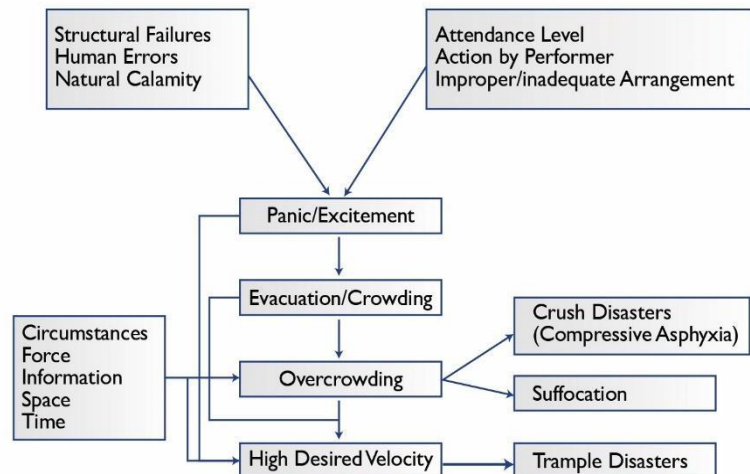 Structural Failures
Human Errors
Natural Calamity
Attendance Level
Action by Performer
Improper/inadequate Arrangement
Panic/Excitement
Evacuation/Crowding
Circumstances
Force
Information
Space
Time
Overcrowding
Crush Disasters
(Compressive Asphyxia)
Suffocation
High Desired Velocity
Trample Disasters